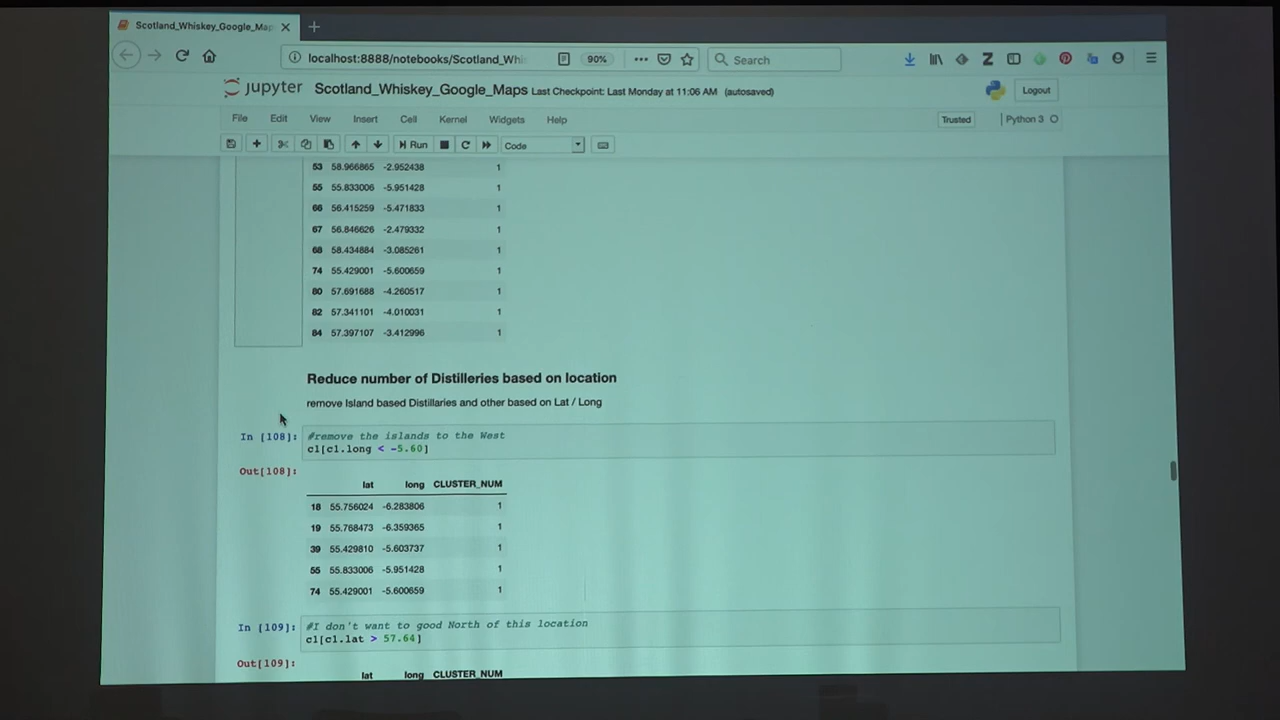 Scotland_Whiskey_Google_Map
localhost:8888/notebooks/Scotland_Whi
90%
Search
jupyter Scotland_Whiskey_Google_Maps Last Checkpoint: Last Monday at 11:06 AM (autosaved)
Logout
File Edit View Insert Cell Kernel Widgets Help
Trusted Python 3
Run Code
53 58.966865 -2.952438 1
55 55.833006 -5.951428 1
66 56.415259 -5.471833 1
67 56.846626 -2.479332 1
68 58.434884 -3.085261 1
74 55.429001 -5.600659 1
80 57.691688 -4.260517 1
82 57.341101 -4.010031 1
84 57.397107 -3.412996 1
Reduce number of Distilleries based on location
remove Island based Distillaries and other based on Lat / Long
In [108]: #remove the islands to the West
c1[c1.long < -5.60]
Out[108]:
lat long CLUSTER_NUM
18 55.756024 -6.283806 1
19 55.768473 -6.359365 1
39 55.429810 -5.603737 1
55 55.833006 -5.951428 1
74 55.429001 -5.600659 1
In [109]: #I don't want to good North of this location
c1[c1.lat > 57.64]
Out[109]:
lat long CLUSTER_NUM